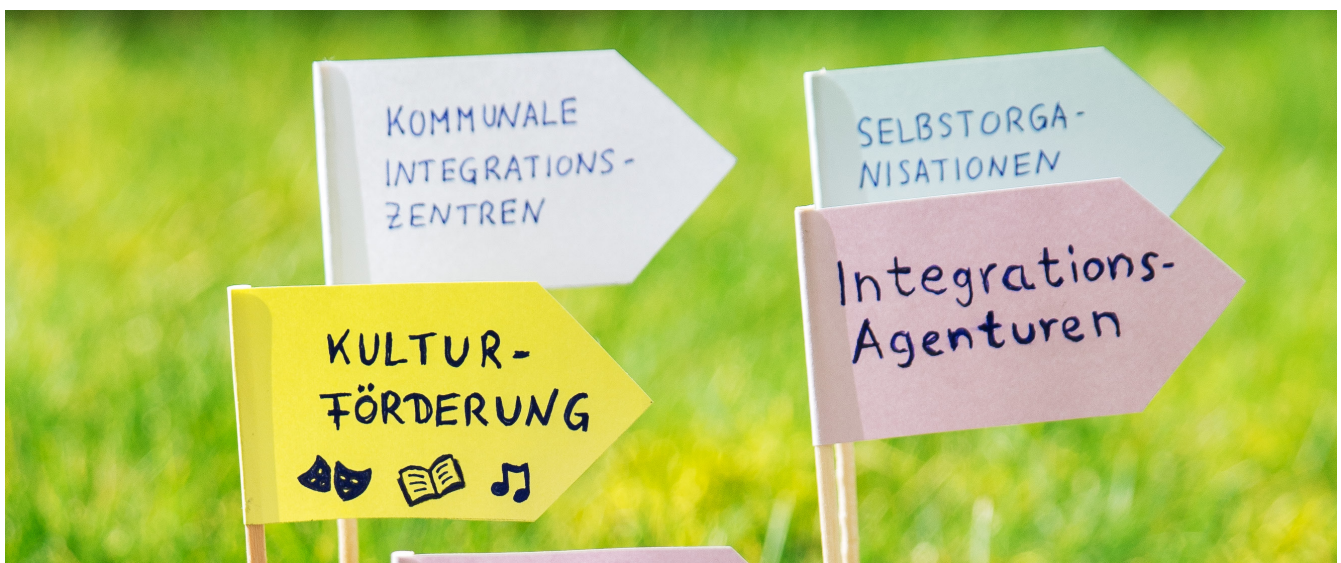 KOMMUNALE
INTEGRATIONS-
ZENTREN
SELBSTORGA-
NISATIONEN
Integrations-
Agenturen
KULTUR-
FÖRDERUNG